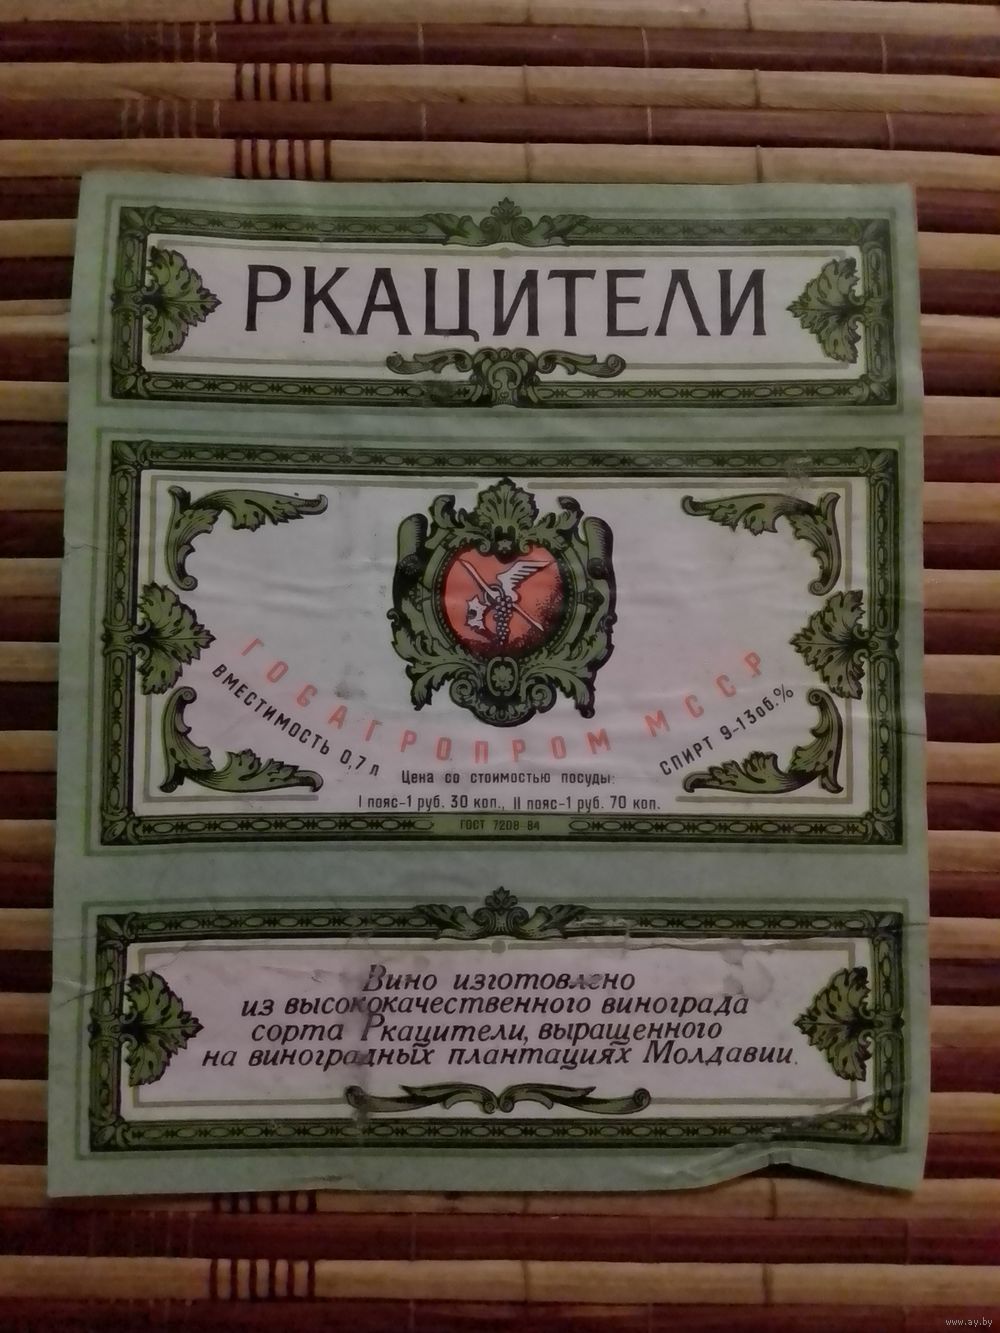 РКАЦИТЕЛИ
ГОСАГРОПРОМ МССР
ВМЕСТИМОСТЬ 0,7 л
СПИРТ 9-13об.%
Цена со стоимостью посуды:
I пояс-1 руб. 30 коп., II пояс-1 руб. 70 коп.
ГОСТ 7208-84
Вино изготовлено
из высококачественного винограда
сорта Ркацители, выращенного
на виноградных плантациях Молдавии.
www.ay.by